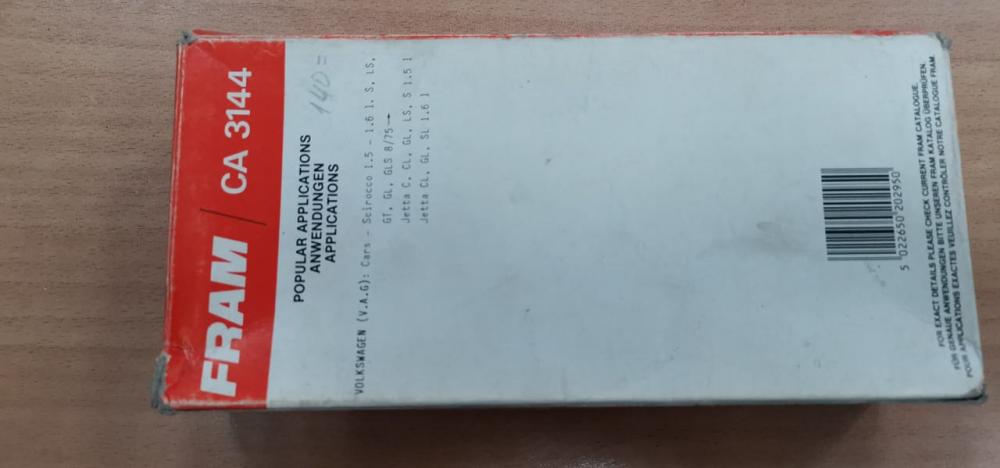 FRAM / CA 3144
POPULAR APPLICATIONS
ANWENDUNGEN
APPLICATIONS
140=
VOLKSWAGEN (V.A.G): Cars - Scirocco 1.5 - 1.6 l. S, LS,
GT, GL, GLS 8/75→
Jetta C, CL, GL, LS, S 1.5 l
Jetta CL, GL, SL 1.6 l
5 022650 202950
FOR EXACT DETAILS PLEASE CHECK CURRENT FRAM CATALOGUE.
FÜR GENAUE ANWENDUNGEN BITTE UNSEREN FRAM KATALOG ÜBERPRÜFEN.
POUR APPLICATIONS EXACTES VEUILLEZ CONTRÔLER NOTRE CATALOGUE FRAM.